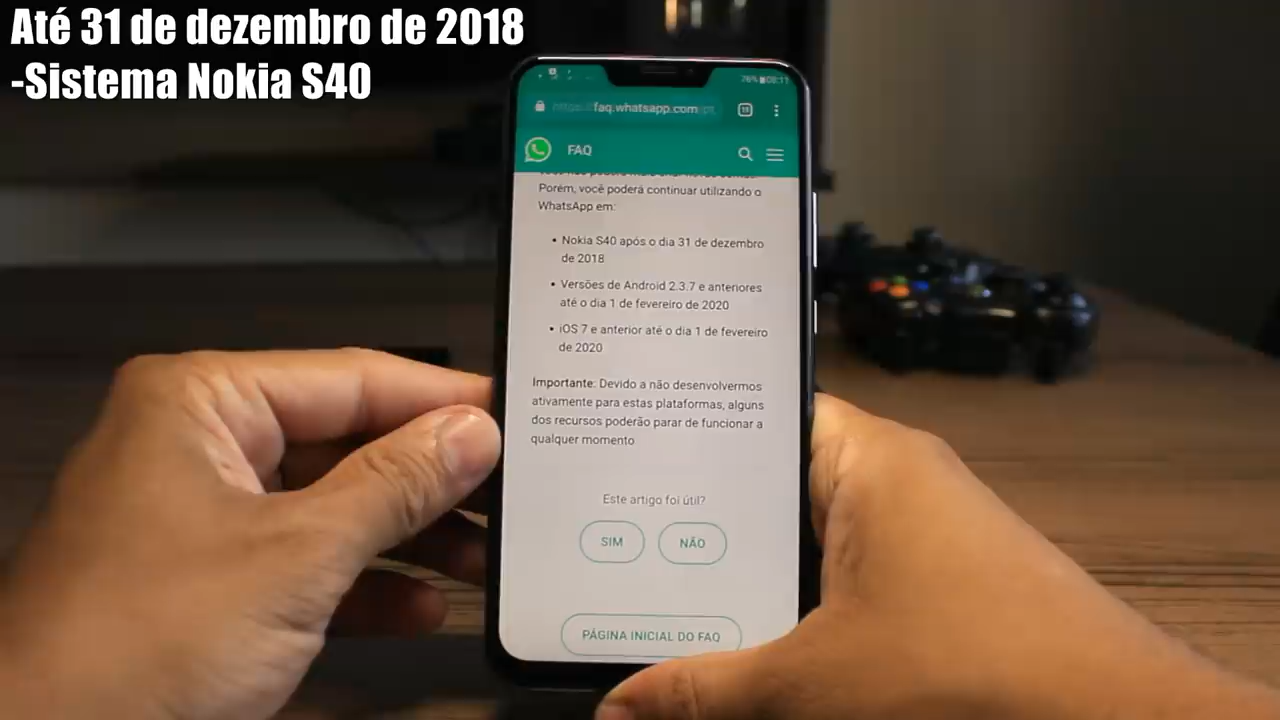 Até 31 de dezembro de 2018
-Sistema Nokia S40
faq.whatsapp.com/pt
FAQ
Porém, você poderá continuar utilizando o
WhatsApp em:
• Nokia S40 após o dia 31 de dezembro
de 2018
• Versões de Android 2.3.7 e anteriores
até o dia 1 de fevereiro de 2020
• iOS 7 e anterior até o dia 1 de fevereiro
de 2020
Importante: Devido a não desenvolvermos
ativamente para estas plataformas, alguns
dos recursos poderão parar de funcionar a
qualquer momento
Este artigo foi útil?
SIM
NÃO
PÁGINA INICIAL DO FAQ